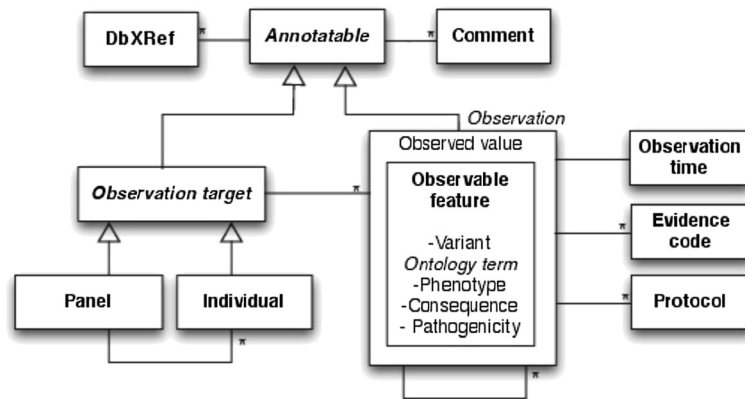 DbXRef
Annotatable
Comment
*
*
Observation
Observed value
Observable
feature
-Variant
Ontology term
-Phenotype
-Consequence
- Pathogenicity
Observation
time
Observation target
*
Evidence
code
*
Panel
Individual
*
Protocol
*
*